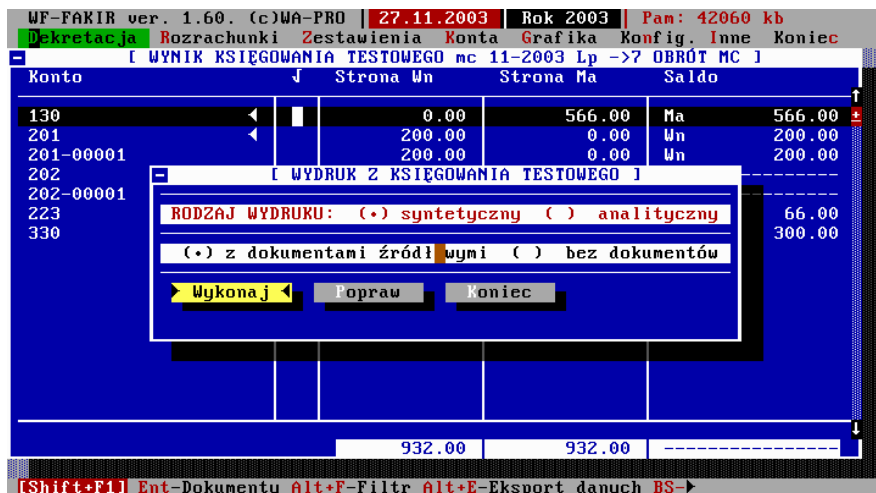 WF-FAKIR ver. 1.60. (c)WA-PRO 27.11.2003 Rok 2003 Pam: 42060 kb
Dekretacja Rozrachunki Zestawienia Konta Grafika Konfig. Inne Koniec
[ WYNIK KSIĘGOWANIA TESTOWEGO mc 11-2003 Lp ->7 OBRÓT MC ]
Konto √ Strona Wn Strona Ma Saldo
130 0.00 566.00 Ma 566.00
201 200.00 0.00 Wn 200.00
201-00001 200.00 0.00 Wn 200.00
202
202-00001
223 66.00
330 300.00
[ WYDRUK Z KSIĘGOWANIA TESTOWEGO ]
RODZAJ WYDRUKU: (•) syntetyczny ( ) analityczny
(•) z dokumentami źródł wymi ( ) bez dokumentów
Wykonaj Popraw Koniec
932.00 932.00 ----------------
[Shift+F1] Ent-Dokumenty Alt+F-Filtr Alt+E-Eksport danych BS-